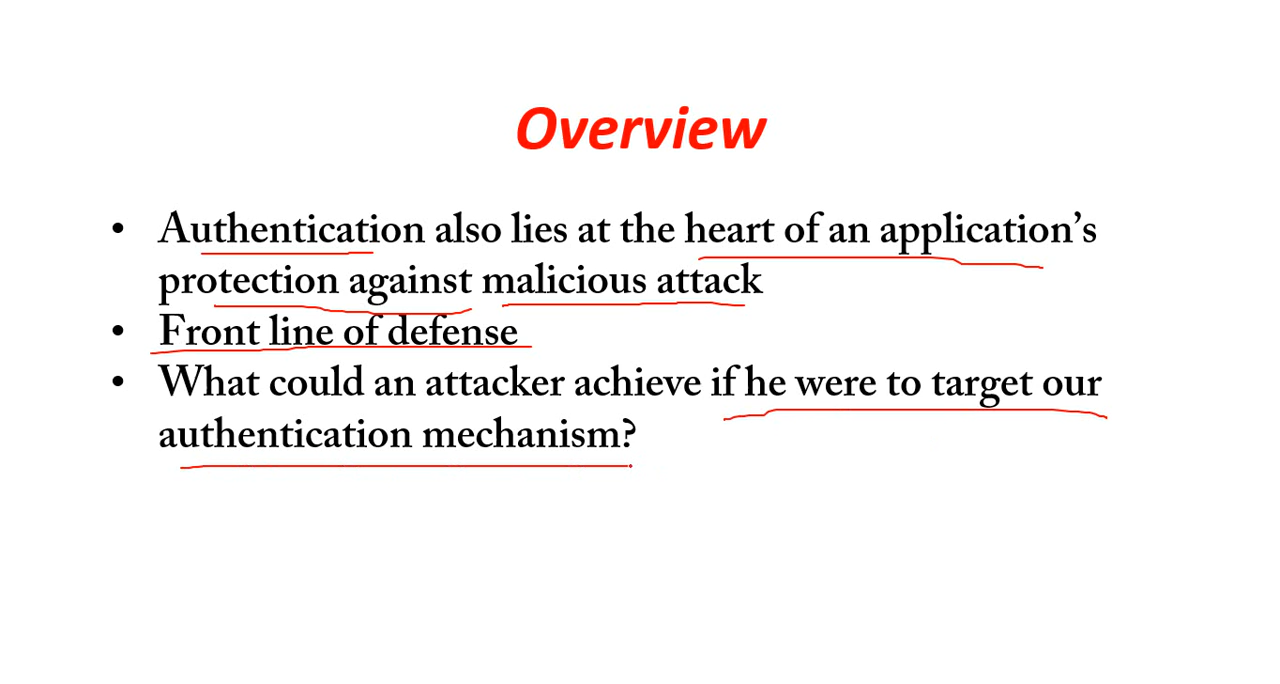 Overview
• Authentication also lies at the heart of an application’s
protection against malicious attack
• Front line of defense
• What could an attacker achieve if he were to target our
authentication mechanism?